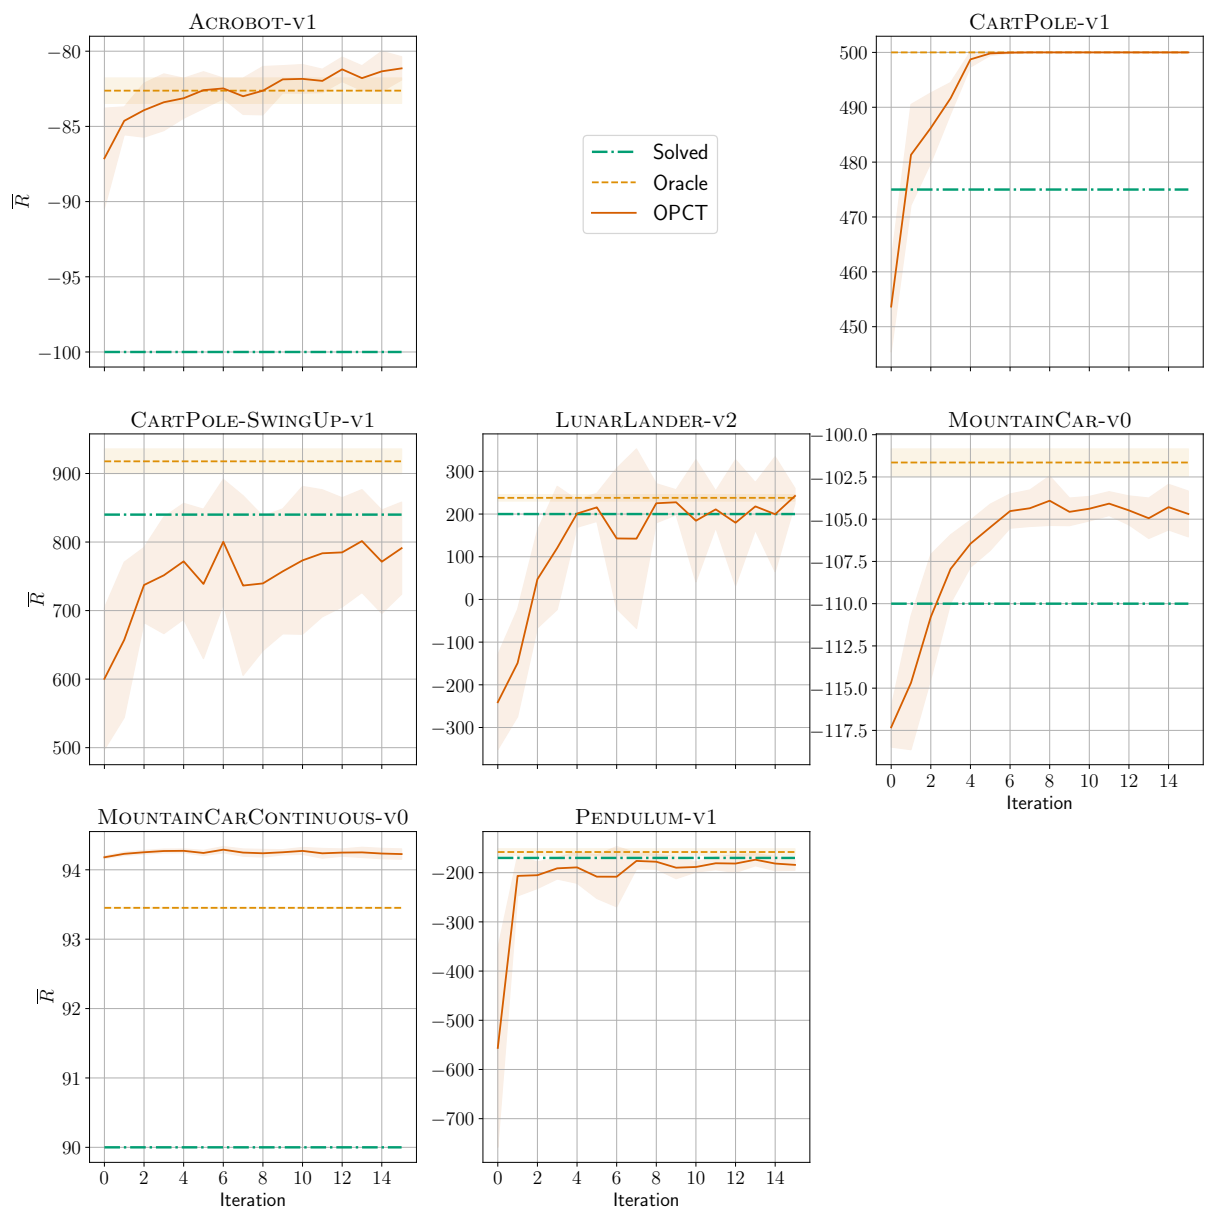 ACROBOT-V1
−80
−85
−90
−95
−100
R
Solved
Oracle
OPCT
CARTPOLE-V1
500
490
480
470
460
450
CARTPOLE-SWINGUP-V1
900
800
700
600
500
R
LUNARLANDER-V2
300
200
100
0
−100
−200
−300
MOUNTAINCAR-V0
−100.0
−102.5
−105.0
−107.5
−110.0
−112.5
−115.0
−117.5
0 2 4 6 8 10 12 14
Iteration
MOUNTAINCARCONTINUOUS-V0
94
93
92
91
90
R
0 2 4 6 8 10 12 14
Iteration
PENDULUM-V1
−200
−300
−400
−500
−600
−700
0 2 4 6 8 10 12 14
Iteration